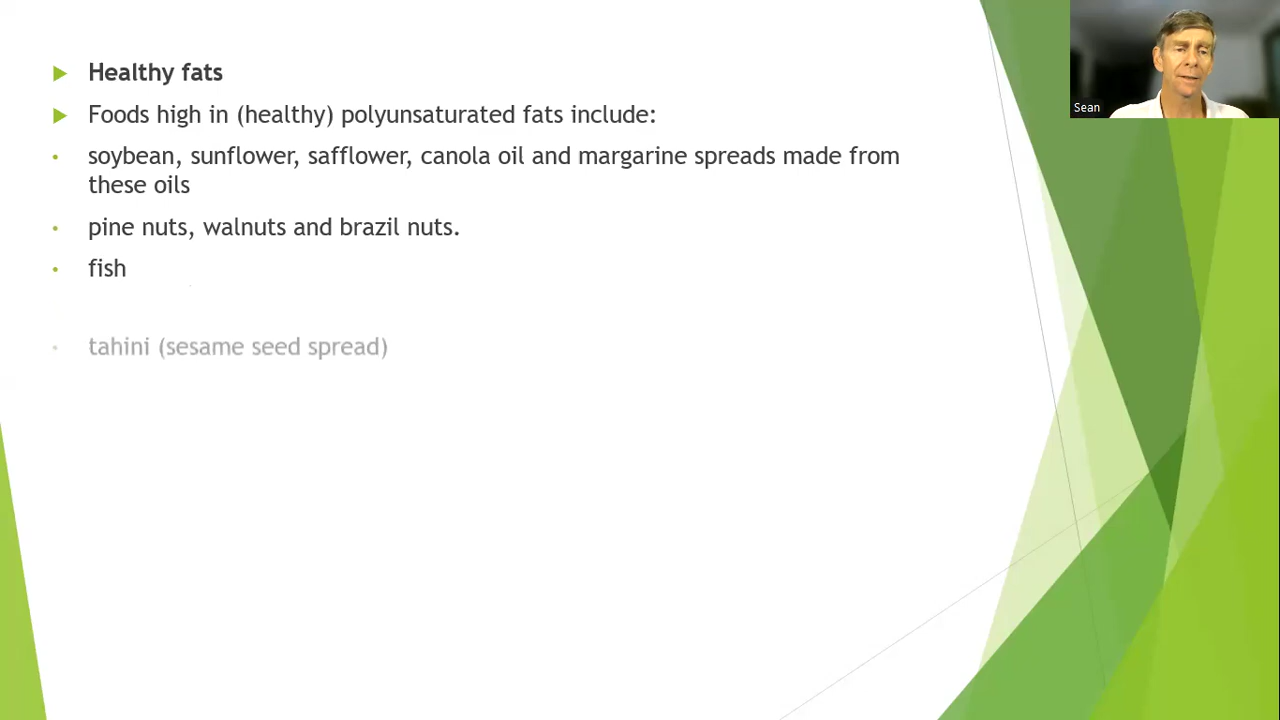 Healthy fats
Foods high in (healthy) polyunsaturated fats include:
soybean, sunflower, safflower, canola oil and margarine spreads made from
these oils
pine nuts, walnuts and brazil nuts.
fish
tahini (sesame seed spread)
Sean